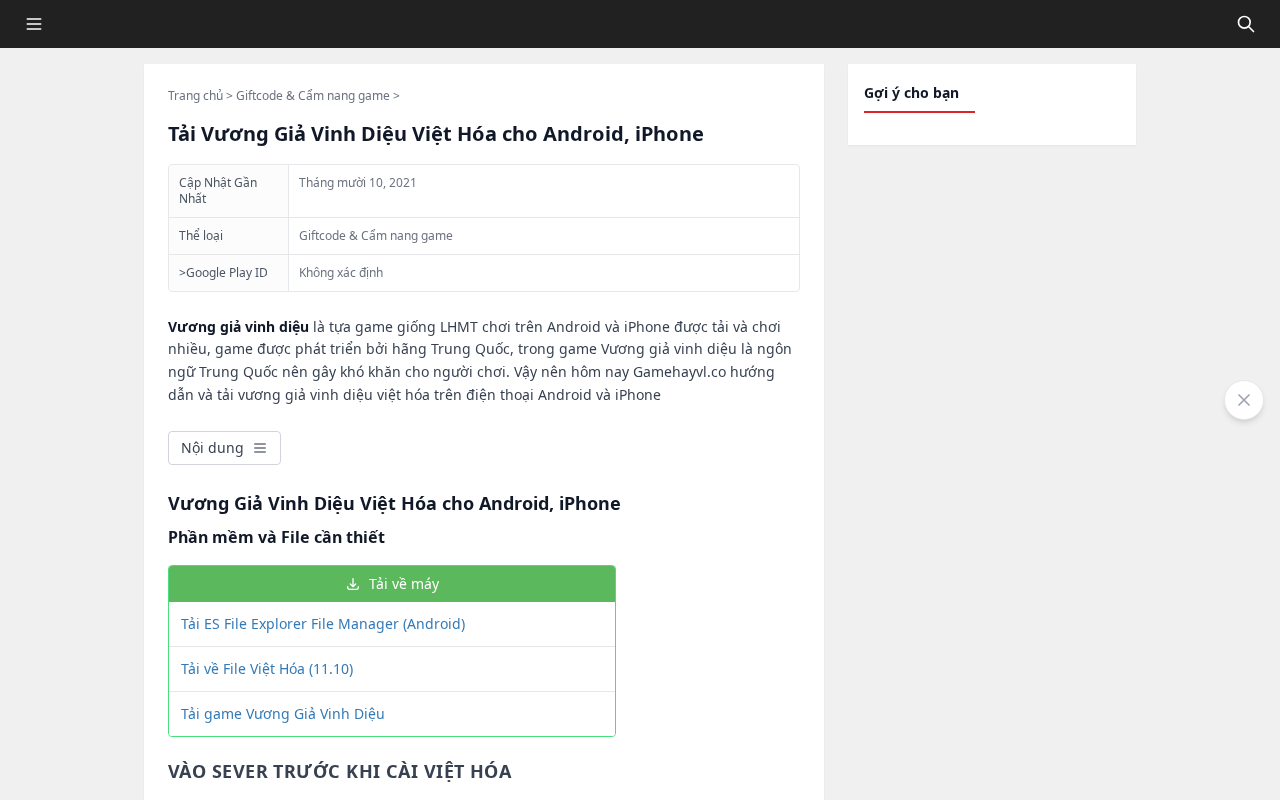 Trang chủ > Giftcode & Cẩm nang game >
Tải Vương Giả Vinh Diệu Việt Hóa cho Android, iPhone
Cập Nhật Gần
Nhất
Tháng mười 10, 2021
Thể loại
Giftcode & Cẩm nang game
>Google Play ID
Không xác định
Vương giả vinh diệu là tựa game giống LHMT chơi trên Android và iPhone được tải và chơi
nhiều, game được phát triển bởi hãng Trung Quốc, trong game Vương giả vinh diệu là ngôn
ngữ Trung Quốc nên gây khó khăn cho người chơi. Vậy nên hôm nay Gamehayvl.co hướng
dẫn và tải vương giả vinh diệu việt hóa trên điện thoại Android và iPhone
Nội dung
Vương Giả Vinh Diệu Việt Hóa cho Android, iPhone
Phần mềm và File cần thiết
Tải về máy
Tải ES File Explorer File Manager (Android)
Tải về File Việt Hóa (11.10)
Tải game Vương Giả Vinh Diệu
VÀO SEVER TRƯỚC KHI CÀI VIỆT HÓA
Gợi ý cho bạn